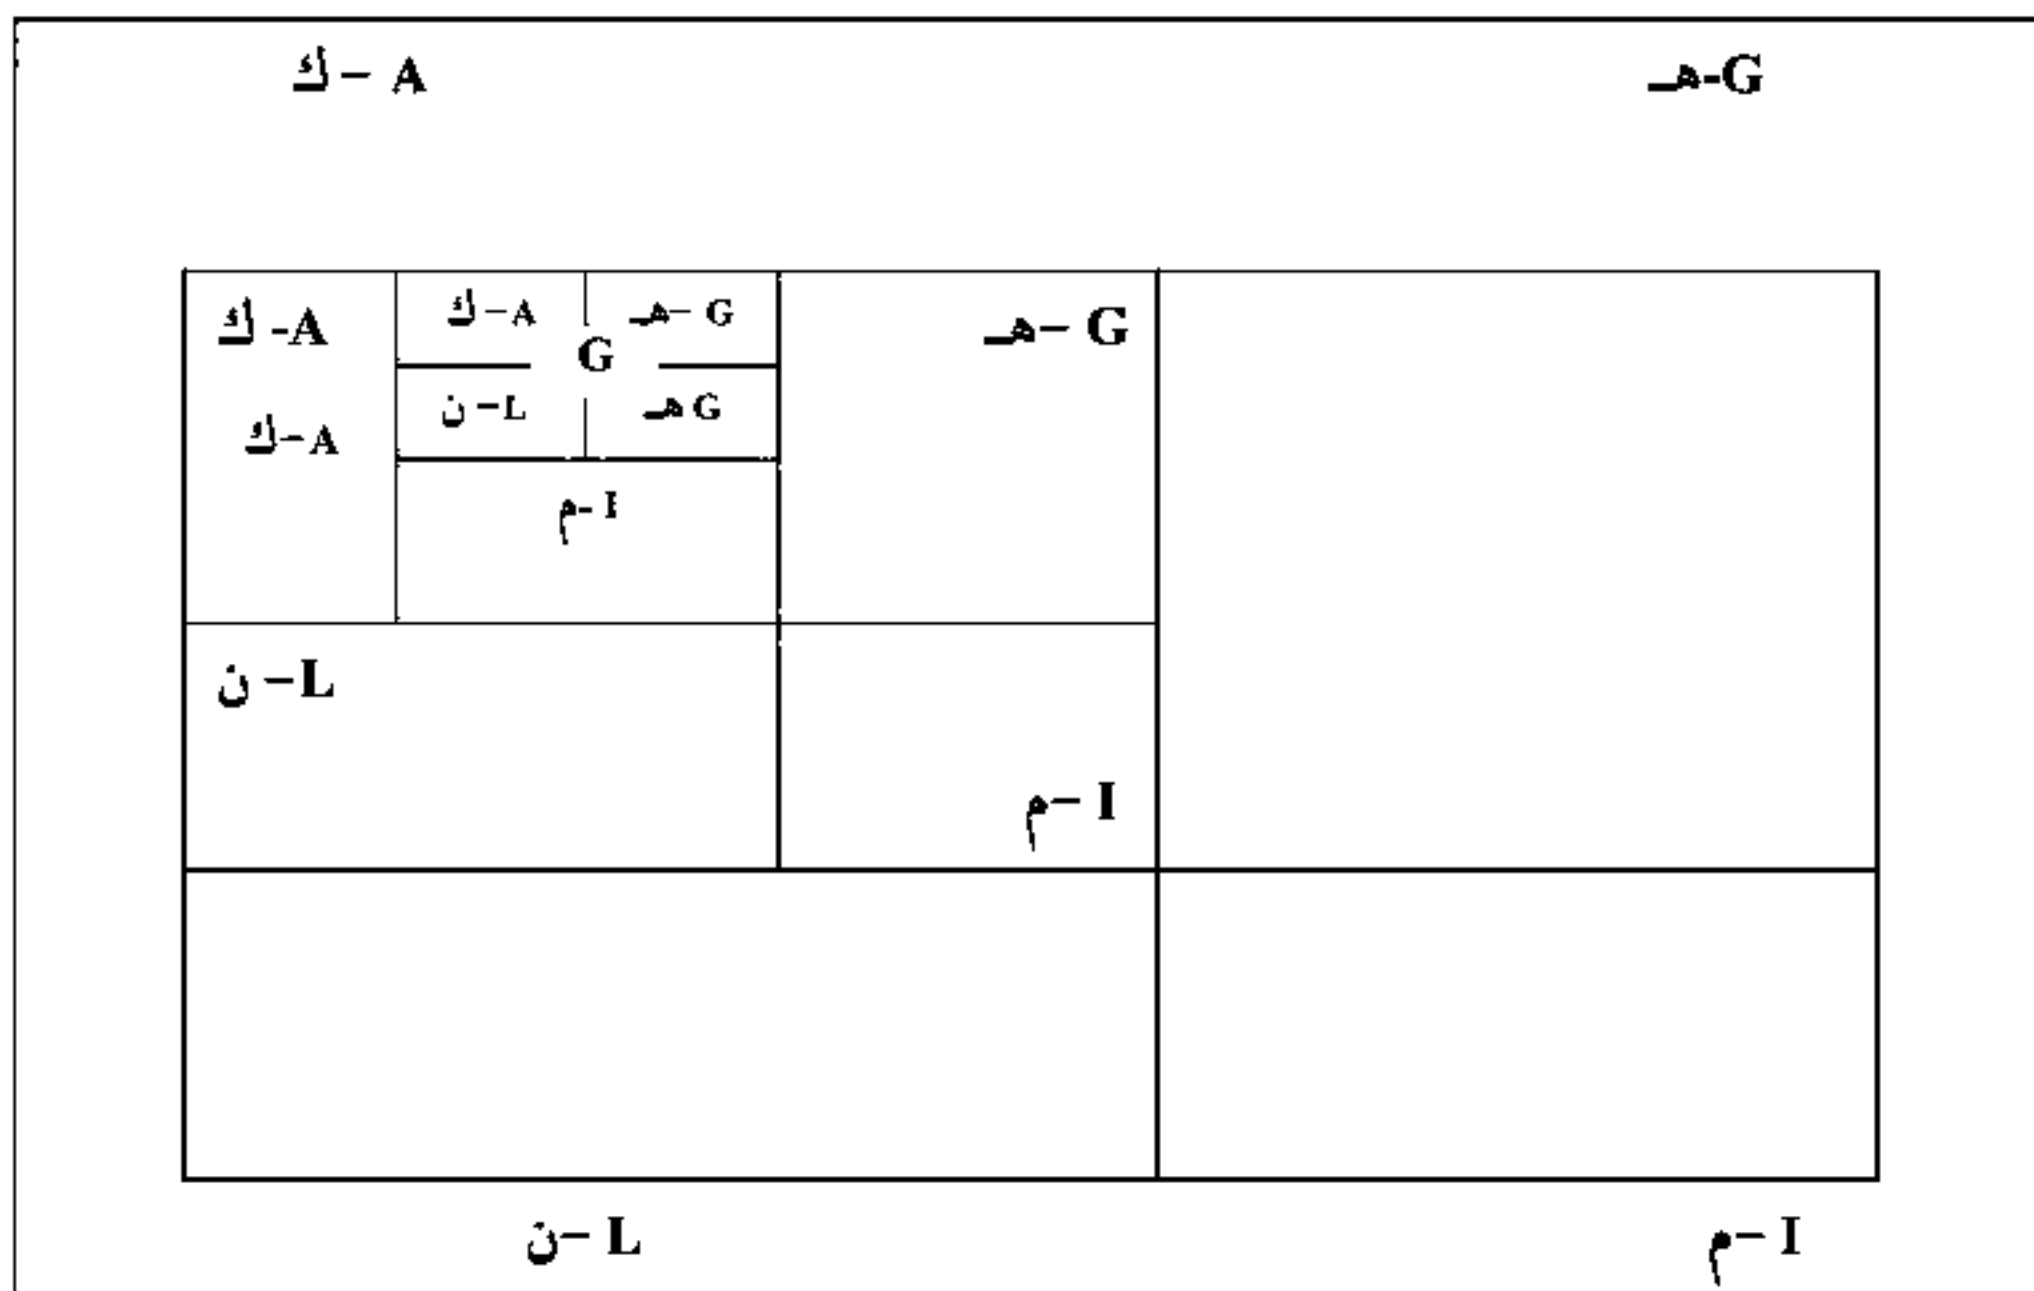 ك – A هـ-G
ك -A ك –A هـ– G هـ– G
G
ن –L هـ G
ك–A
م- I
ن –L
م– I
ن– L م– I